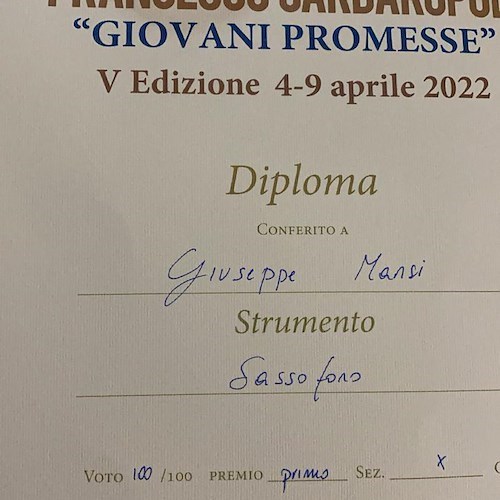 "GIOVANI PROMESSE"
V Edizione 4-9 aprile 2022
Diploma
CONFERITO A
Giuseppe Mansi
Strumento
Sassofono
VOTO 100/100 PREMIO primo SEZ. X